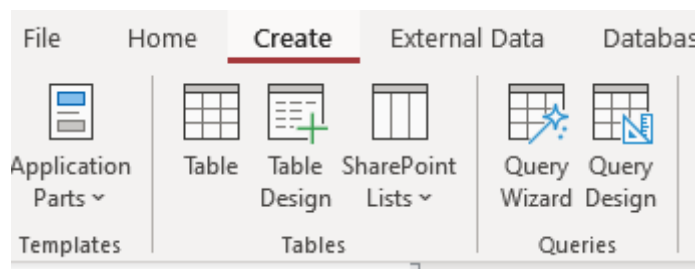 File Home Create External Data Databas
Application Table Table SharePoint Query Query
Parts Design Lists Wizard Design
Templates Tables Queries